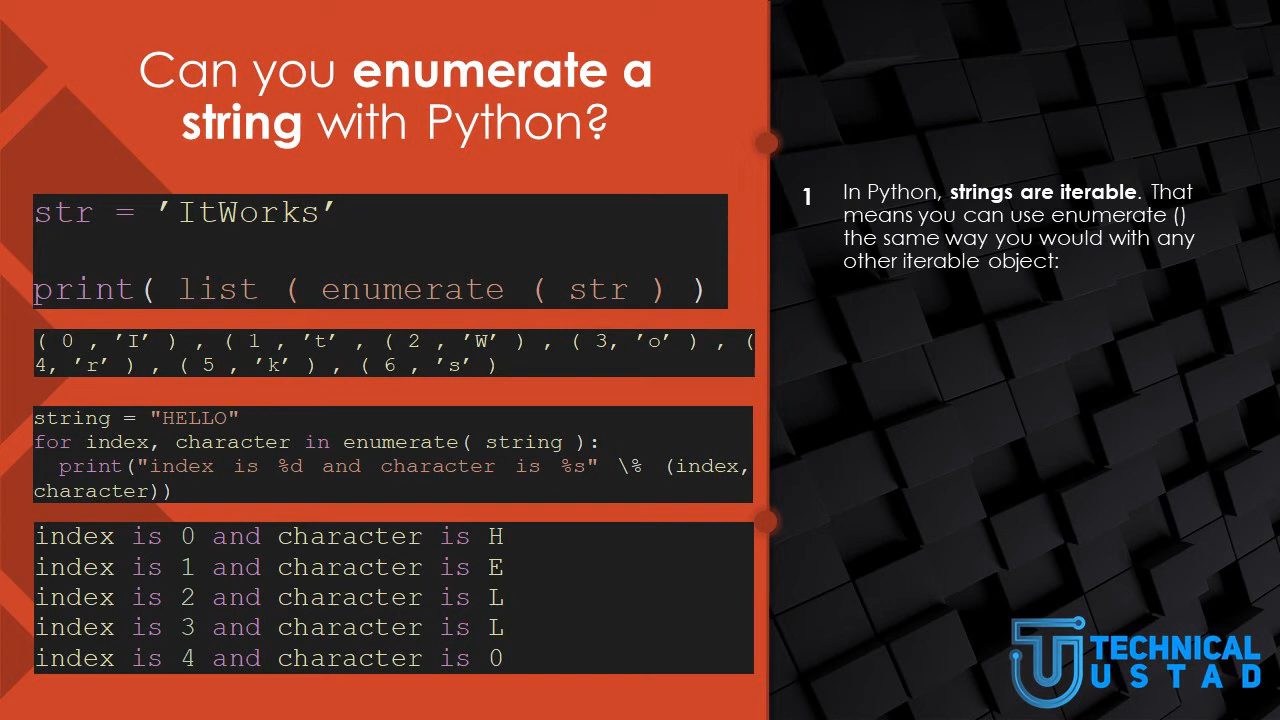 Can you enumerate a
string with Python?
str = ’ItWorks’
print( list ( enumerate ( str ) )
( 0 , ’I’ ) , ( 1 , ’t’ , ( 2 , ’W’ ) , ( 3, ’o’ ) , (
4, ’r’ ) , ( 5 , ’k’ ) , ( 6 , ’s’ )
string = "HELLO"
for index, character in enumerate( string ):
print("index is %d and character is %s" \% (index,
character))
index is 0 and character is H
index is 1 and character is E
index is 2 and character is L
index is 3 and character is L
index is 4 and character is O
1 In Python, strings are iterable. That
means you can use enumerate ()
the same way you would with any
other iterable object:
TECHNICAL
USTAD